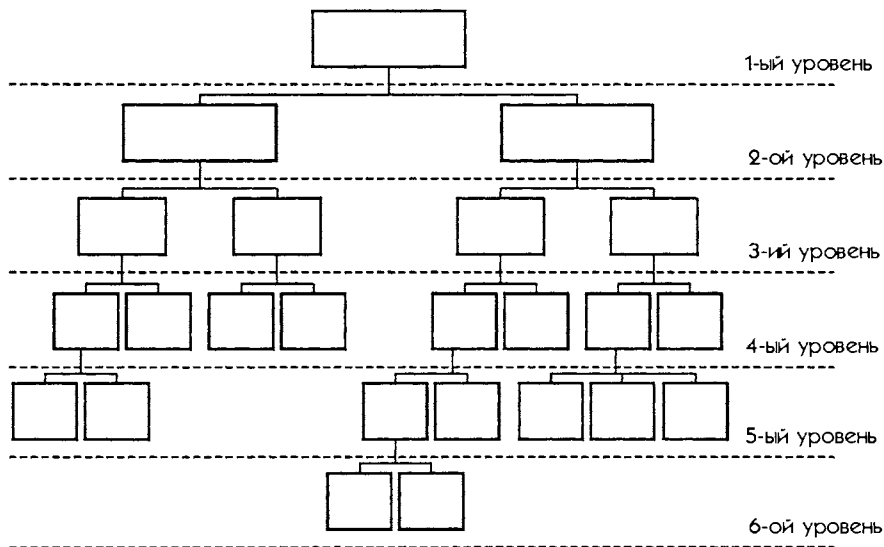 1-ый уровень
2-ой уровень
3-ий уровень
4-ый уровень
5-ый уровень
6-ой уровень